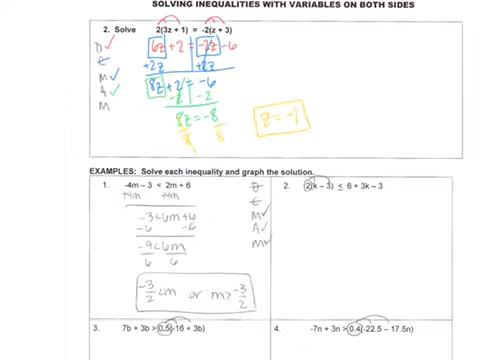 SOLVING INEQUALITIES WITH VARIABLES ON BOTH SIDES
2. Solve 2(3z + 1) = -2(z + 3)
D ✓ 6z + 2 = -2z - 6
C +2z +2z
M ✓ 8z + 2 = -6
A ✓ -2 -2
M 8z = -8
8 8
z = -1
EXAMPLES: Solve each inequality and graph the solution.
1. -4m – 3 < 2m + 6
+4m +4m
-3 < 6m + 6
-6 -6
-9 < 6m
6 6
-3/2 < m or m > -3/2
D
C
M ✓
A ✓
M ✓
2. 2(k – 3) ≤ 6 + 3k – 3
3. 7b + 3b > 0.5(-16 + 3b)
4. -7n + 3n > 0.4(-22.5 – 17.5n)